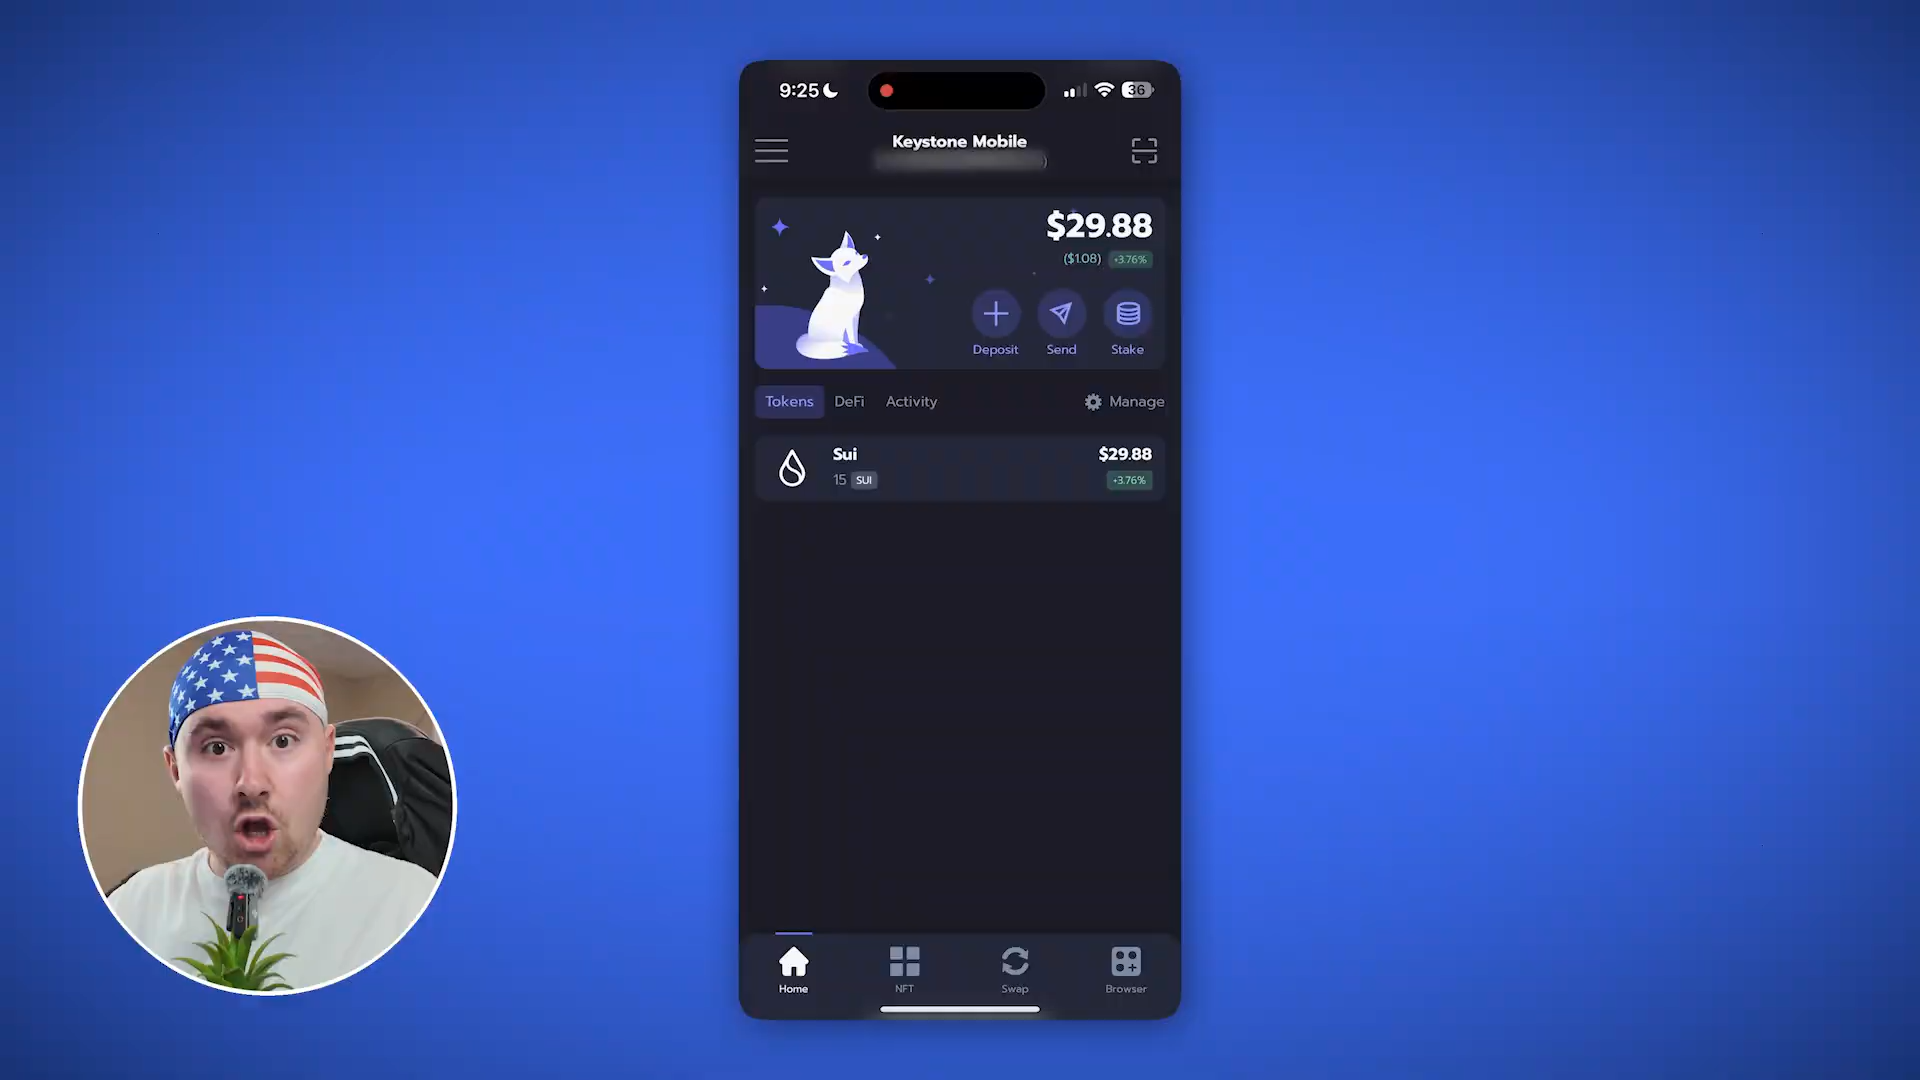 9:25
36
Keystone Mobile
$29.88
($1.08) +3.76%
Deposit Send Stake
Tokens DeFi Activity Manage
Sui $29.88
15 SUI +3.76%
Home NFT Swap Browser